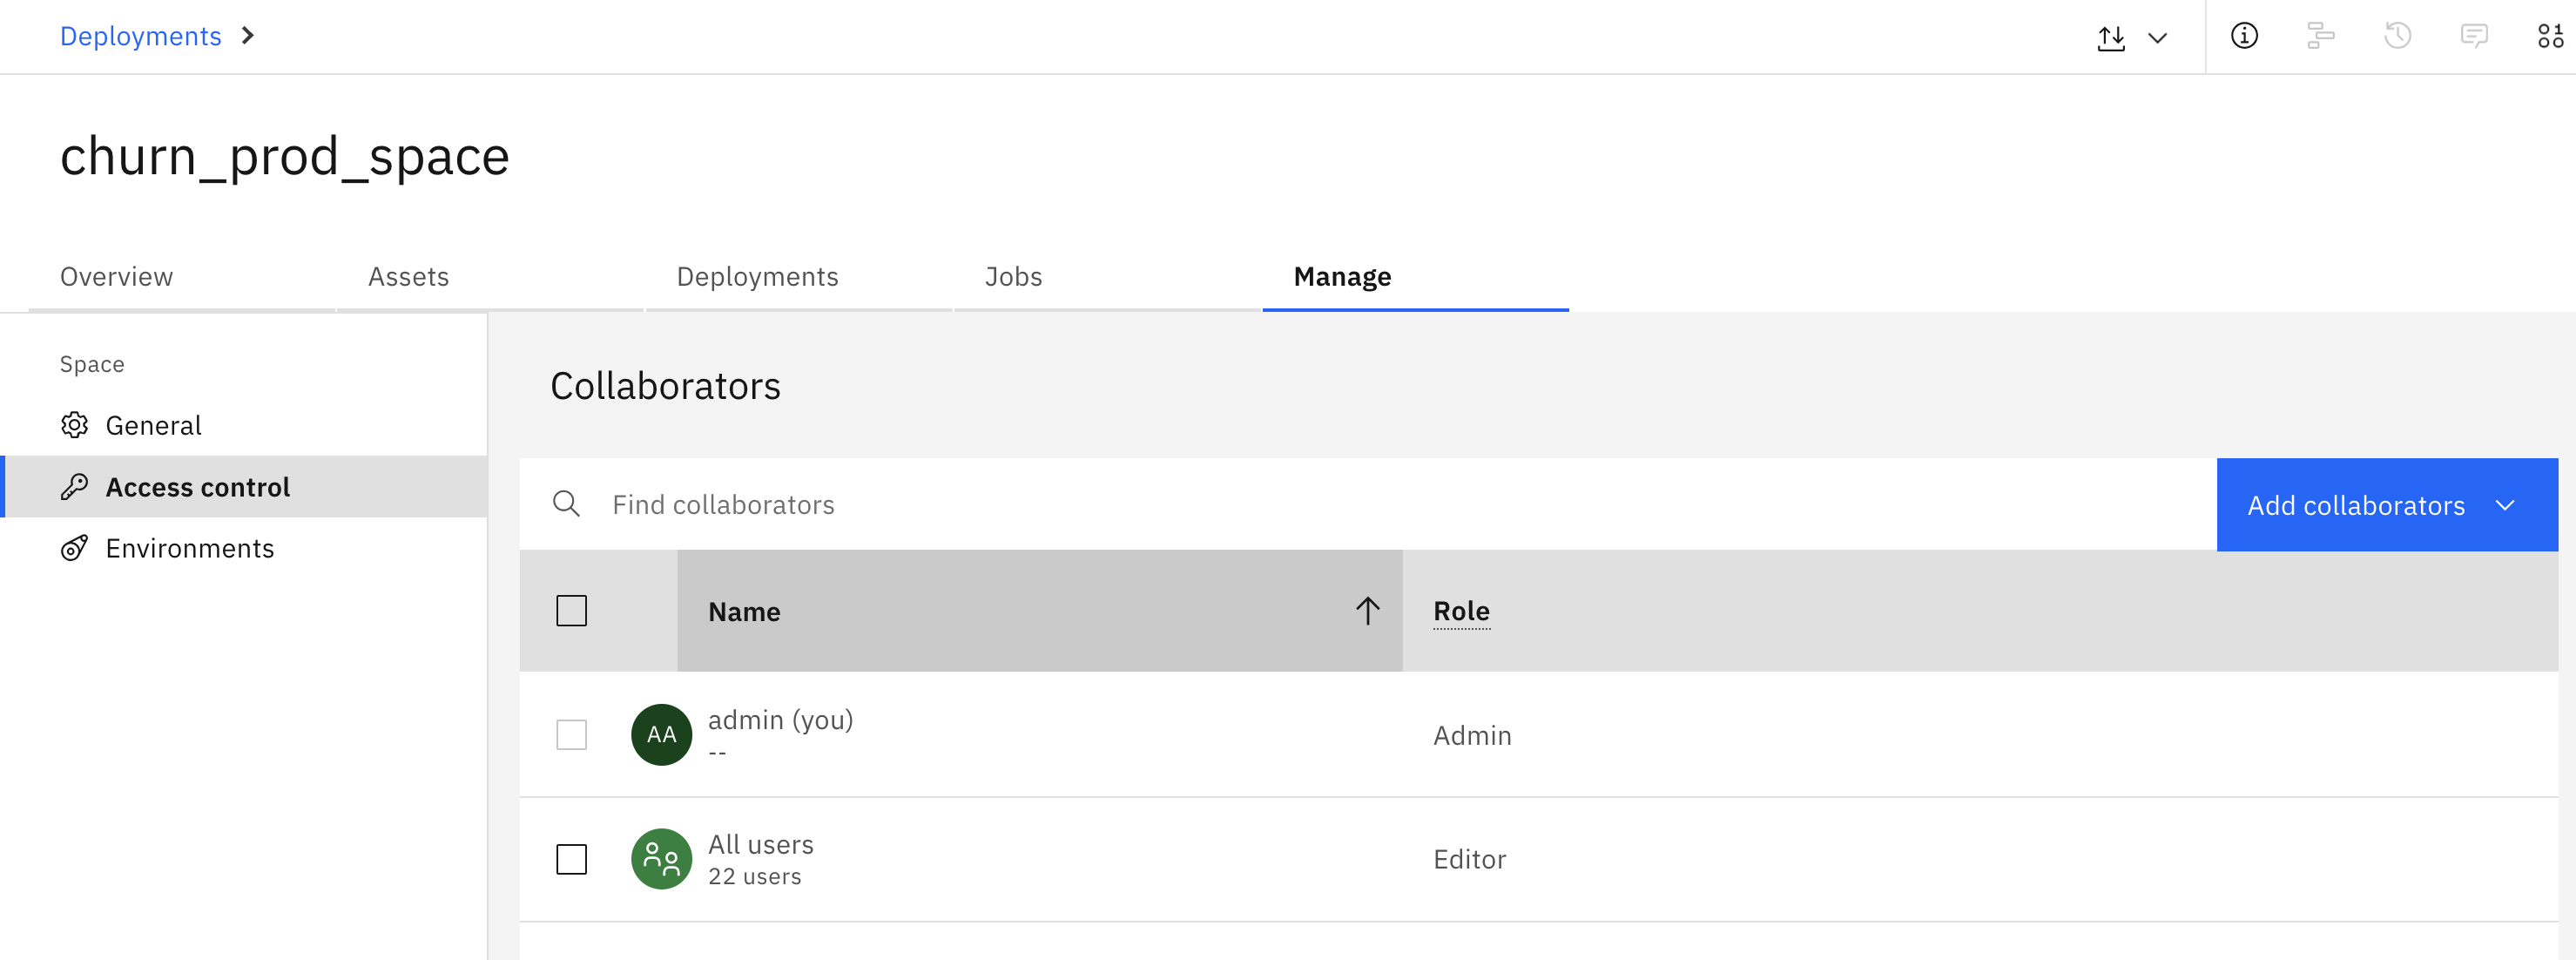 Deployments
churn_prod_space
Overview Assets Deployments Jobs Manage
Space
General
Access control
Environments
Collaborators
Find collaborators
Add collaborators
Name Role
AA admin (you) Admin
--
All users Editor
22 users